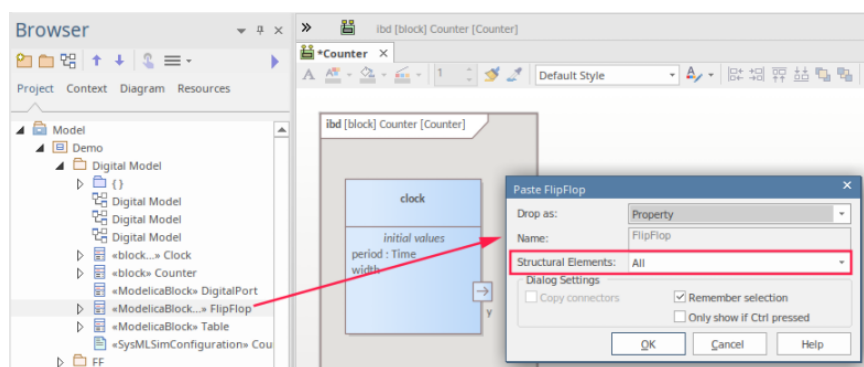 Browser
Project Context Diagram Resources
Model
Demo
Digital Model
{ }
Digital Model
Digital Model
Digital Model
«block...» Clock
«block» Counter
«ModelicaBlock» DigitalPort
«ModelicaBlock...» FlipFlop
«ModelicaBlock» Table
«SysMLSimConfiguration» Cou
FF
» ibd [block] Counter [Counter]
*Counter ×
A 1 Default Style
ibd [block] Counter [Counter]
clock
initial values
period : Time
width
y
Paste FlipFlop
Drop as: Property
Name: FlipFlop
Structural Elements: All
Dialog Settings
Copy connectors Remember selection
Only show if Ctrl pressed
OK Cancel Help